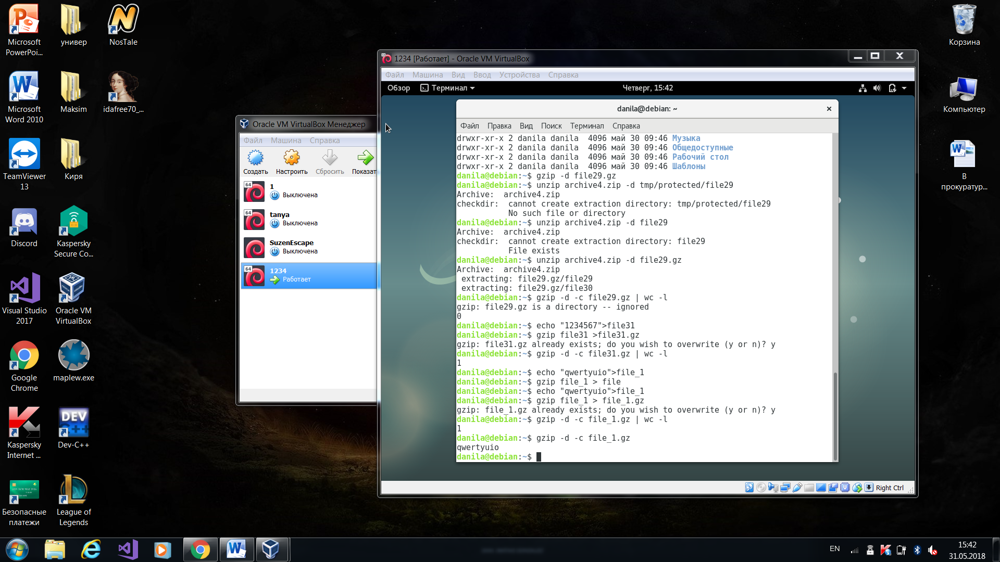 Microsoft
PowerPoi...
универ
NosTale
Microsoft
Word 2010
Maksim
idafree70_...
TeamViewer
13
Киря
Discord
Kaspersky
Secure Co...
Visual Studio
2017
Oracle VM
VirtualBox
Google
Chrome
maplew.exe
Kaspersky
Internet ...
DEV
C++
Dev-C++
Безопасные
платежи
League of
Legends
Корзина
Компьютер
В
прокуратур...
Oracle VM VirtualBox Менеджер
Файл Машина Справка
Создать Настроить Сбросить Показат
64
1
Выключена
64
tanya
Выключена
SuzenEscape
Выключена
64
1234
Работает
1234 [Работает] - Oracle VM VirtualBox
Файл Машина Вид Ввод Устройства Справка
Обзор Терминал Четверг, 15:42
danila@debian: ~
Файл Правка Вид Поиск Терминал Справка
drwxr-xr-x 2 danila danila  4096 май 30 09:46 Музыка
drwxr-xr-x 2 danila danila  4096 май 30 09:46 Общедоступные
drwxr-xr-x 2 danila danila  4096 май 30 09:46 Рабочий стол
drwxr-xr-x 2 danila danila  4096 май 30 09:46 Шаблоны
danila@debian:~$ gzip -d file29.gz
danila@debian:~$ unzip archive4.zip -d tmp/protected/file29
Archive:  archive4.zip
checkdir:  cannot create extraction directory: tmp/protected/file29
           No such file or directory
danila@debian:~$ unzip archive4.zip -d file29
Archive:  archive4.zip
checkdir:  cannot create extraction directory: file29
           File exists
danila@debian:~$ unzip archive4.zip -d file29.gz
Archive:  archive4.zip
 extracting: file29.gz/file29
 extracting: file29.gz/file30
danila@debian:~$ gzip -d -c file29.gz | wc -l
gzip: file29.gz is a directory -- ignored
0
danila@debian:~$ echo "1234567">file31
danila@debian:~$ gzip file31 >file31.gz
gzip: file31.gz already exists; do you wish to overwrite (y or n)? y
danila@debian:~$ gzip -d -c file31.gz | wc -l
1
danila@debian:~$ echo "qwertyuio">file_1
danila@debian:~$ gzip file_1 > file
danila@debian:~$ echo "qwertyuio">file_1
danila@debian:~$ gzip file_1 > file_1.gz
gzip: file_1.gz already exists; do you wish to overwrite (y or n)? y
danila@debian:~$ gzip -d -c file_1.gz | wc -l
1
danila@debian:~$ gzip -d -c file_1.gz
qwertyuio
danila@debian:~$
Right Ctrl
EN
15:42
31.05.2018